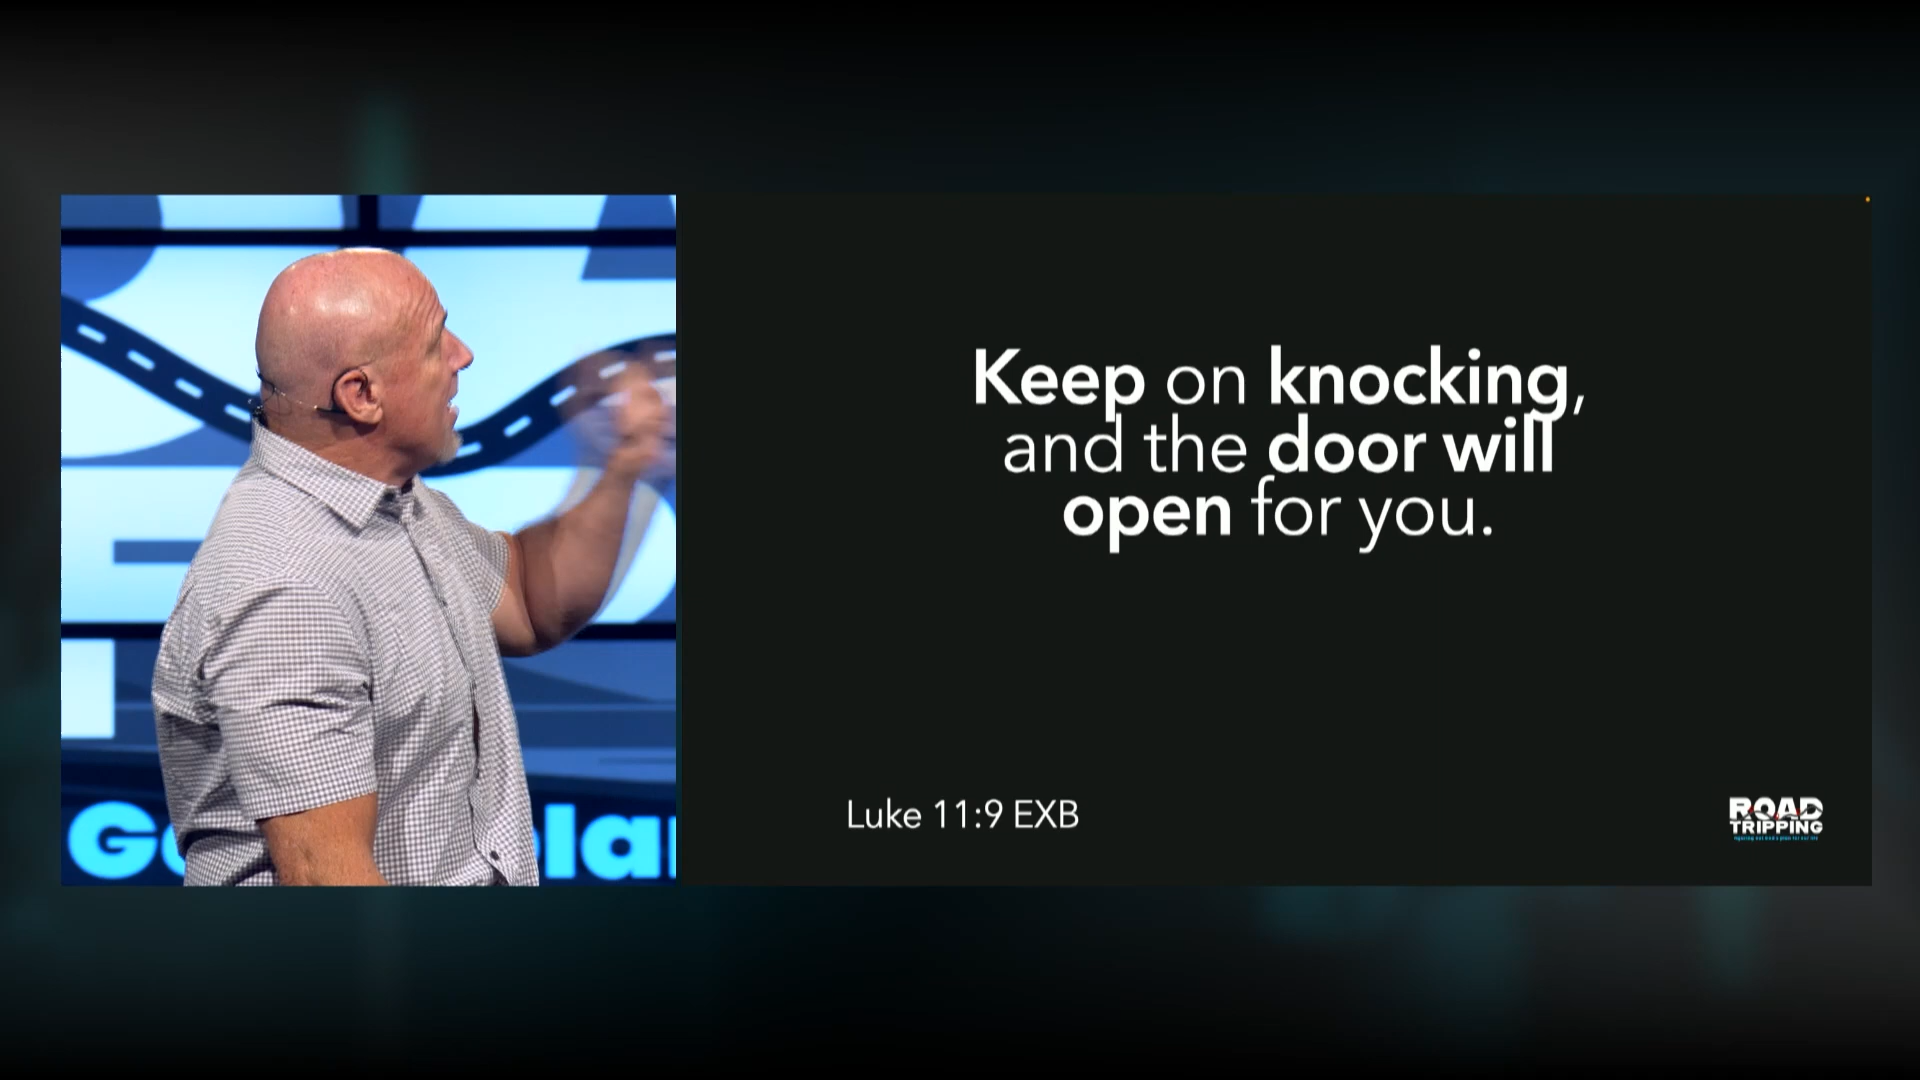 Keep on knocking,
and the door will
open for you.
Luke 11:9 EXB
ROAD
TRIPPING